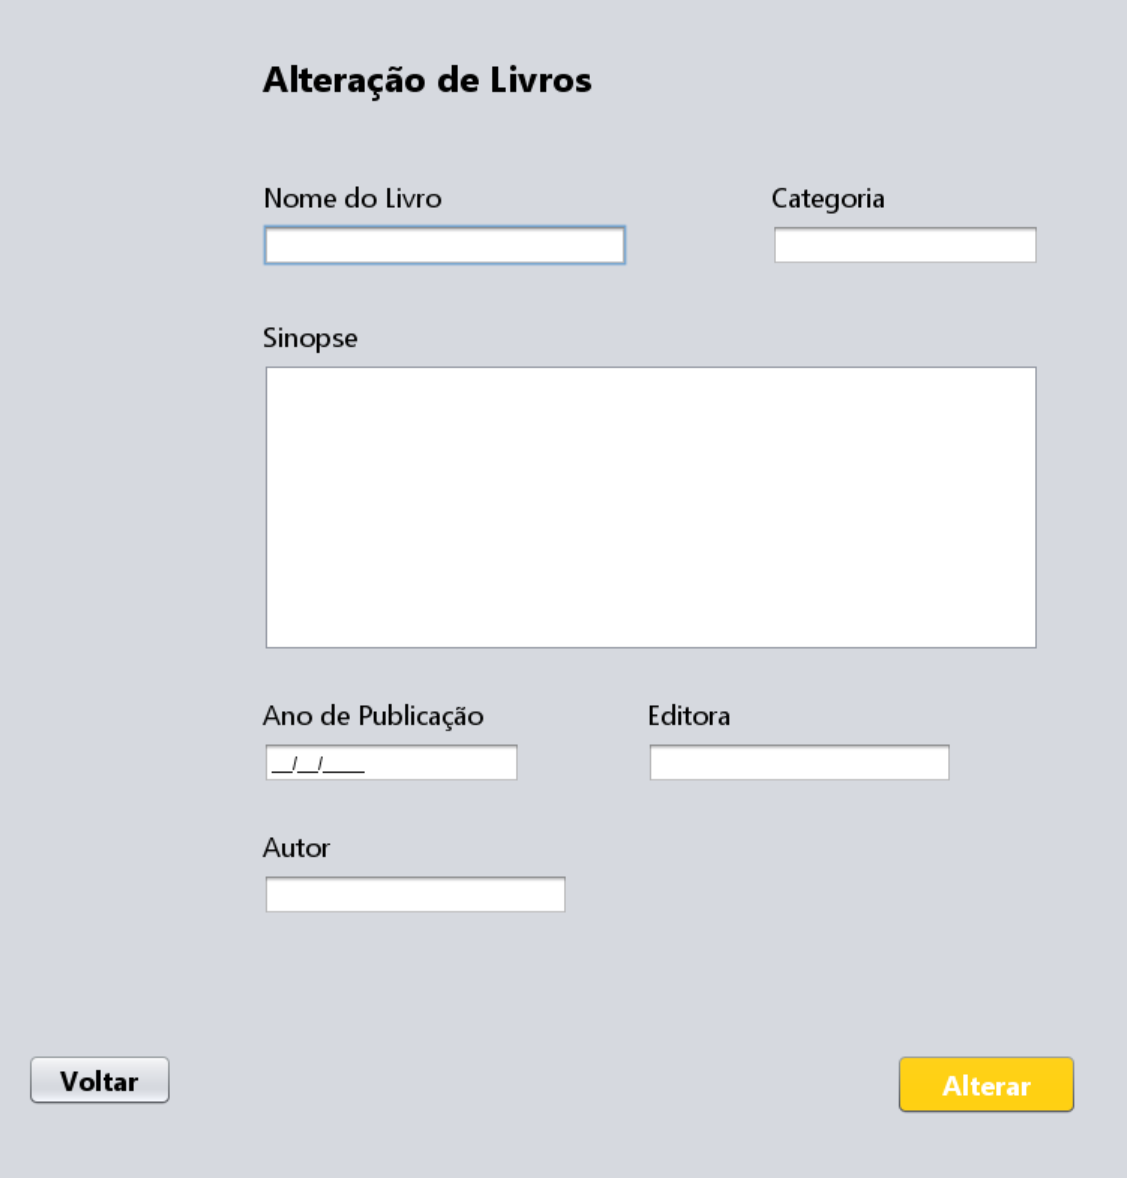 Alteração de Livros
Nome do Livro
Categoria
Sinopse
Ano de Publicação
Editora
__/__/____
Autor
Voltar
Alterar